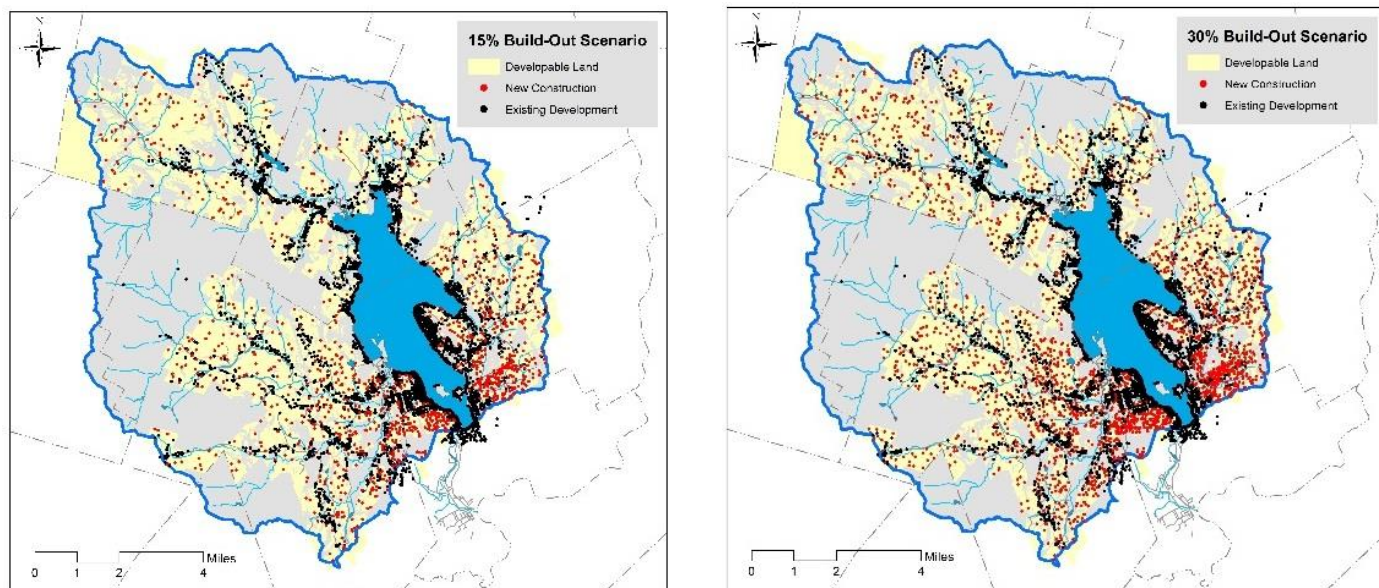 15% Build-Out Scenario
Developable Land
New Construction
Existing Development
0 1 2 4 Miles
30% Build-Out Scenario
Developable Land
New Construction
Existing Development
0 1 2 4 Miles